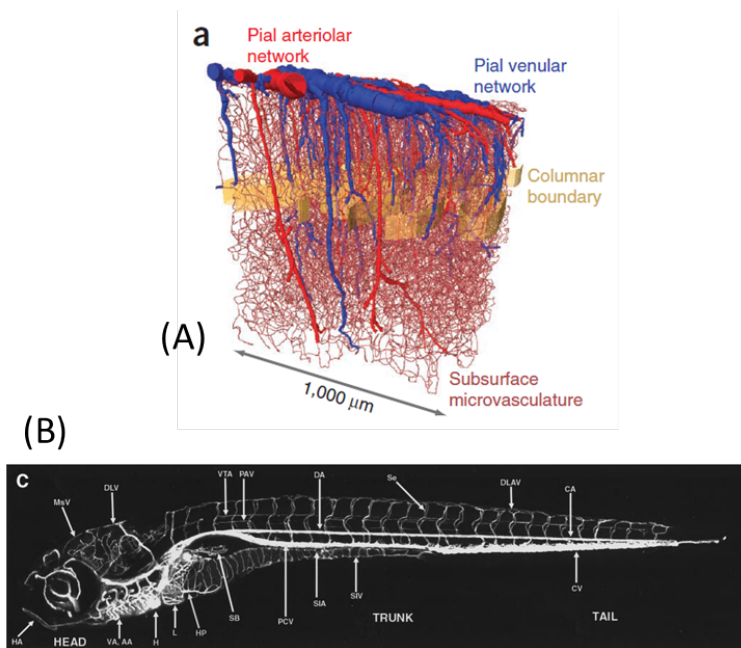 a
Pial arteriolar
network
Pial venular
network
Columnar
boundary
(A)
1,000 μm
Subsurface
microvasculature
(B)
C
MsV
DLV
VTA
PAV
DA
Se
DLAV
CA
HA
HEAD
VA, AA
H
L
HP
SB
PCV
SIA
SIV
TRUNK
CV
TAIL